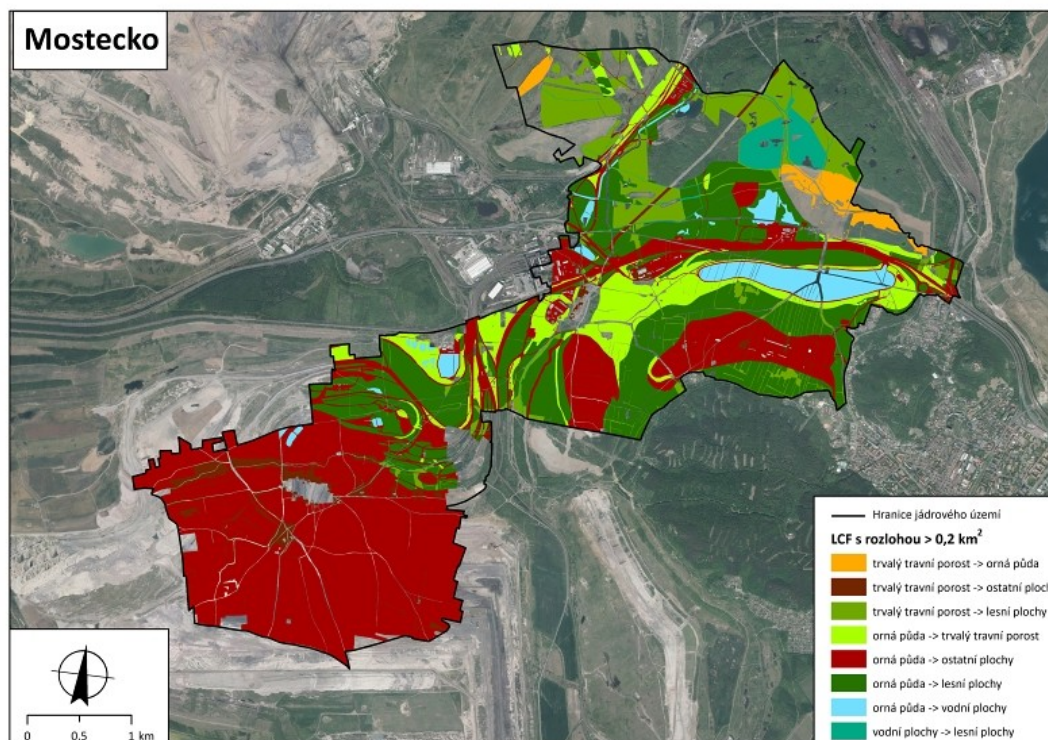 Mostecko
Hranice jádrového území
LCF s rozlohou > 0,2 km²
trvalý travní porost -> orná půda
trvalý travní porost -> ostatní ploch
trvalý travní porost -> lesní plochy
orná půda -> trvalý travní porost
orná půda -> ostatní plochy
orná půda -> lesní plochy
orná půda -> vodní plochy
vodní plochy -> lesní plochy
0 0,5 1 km